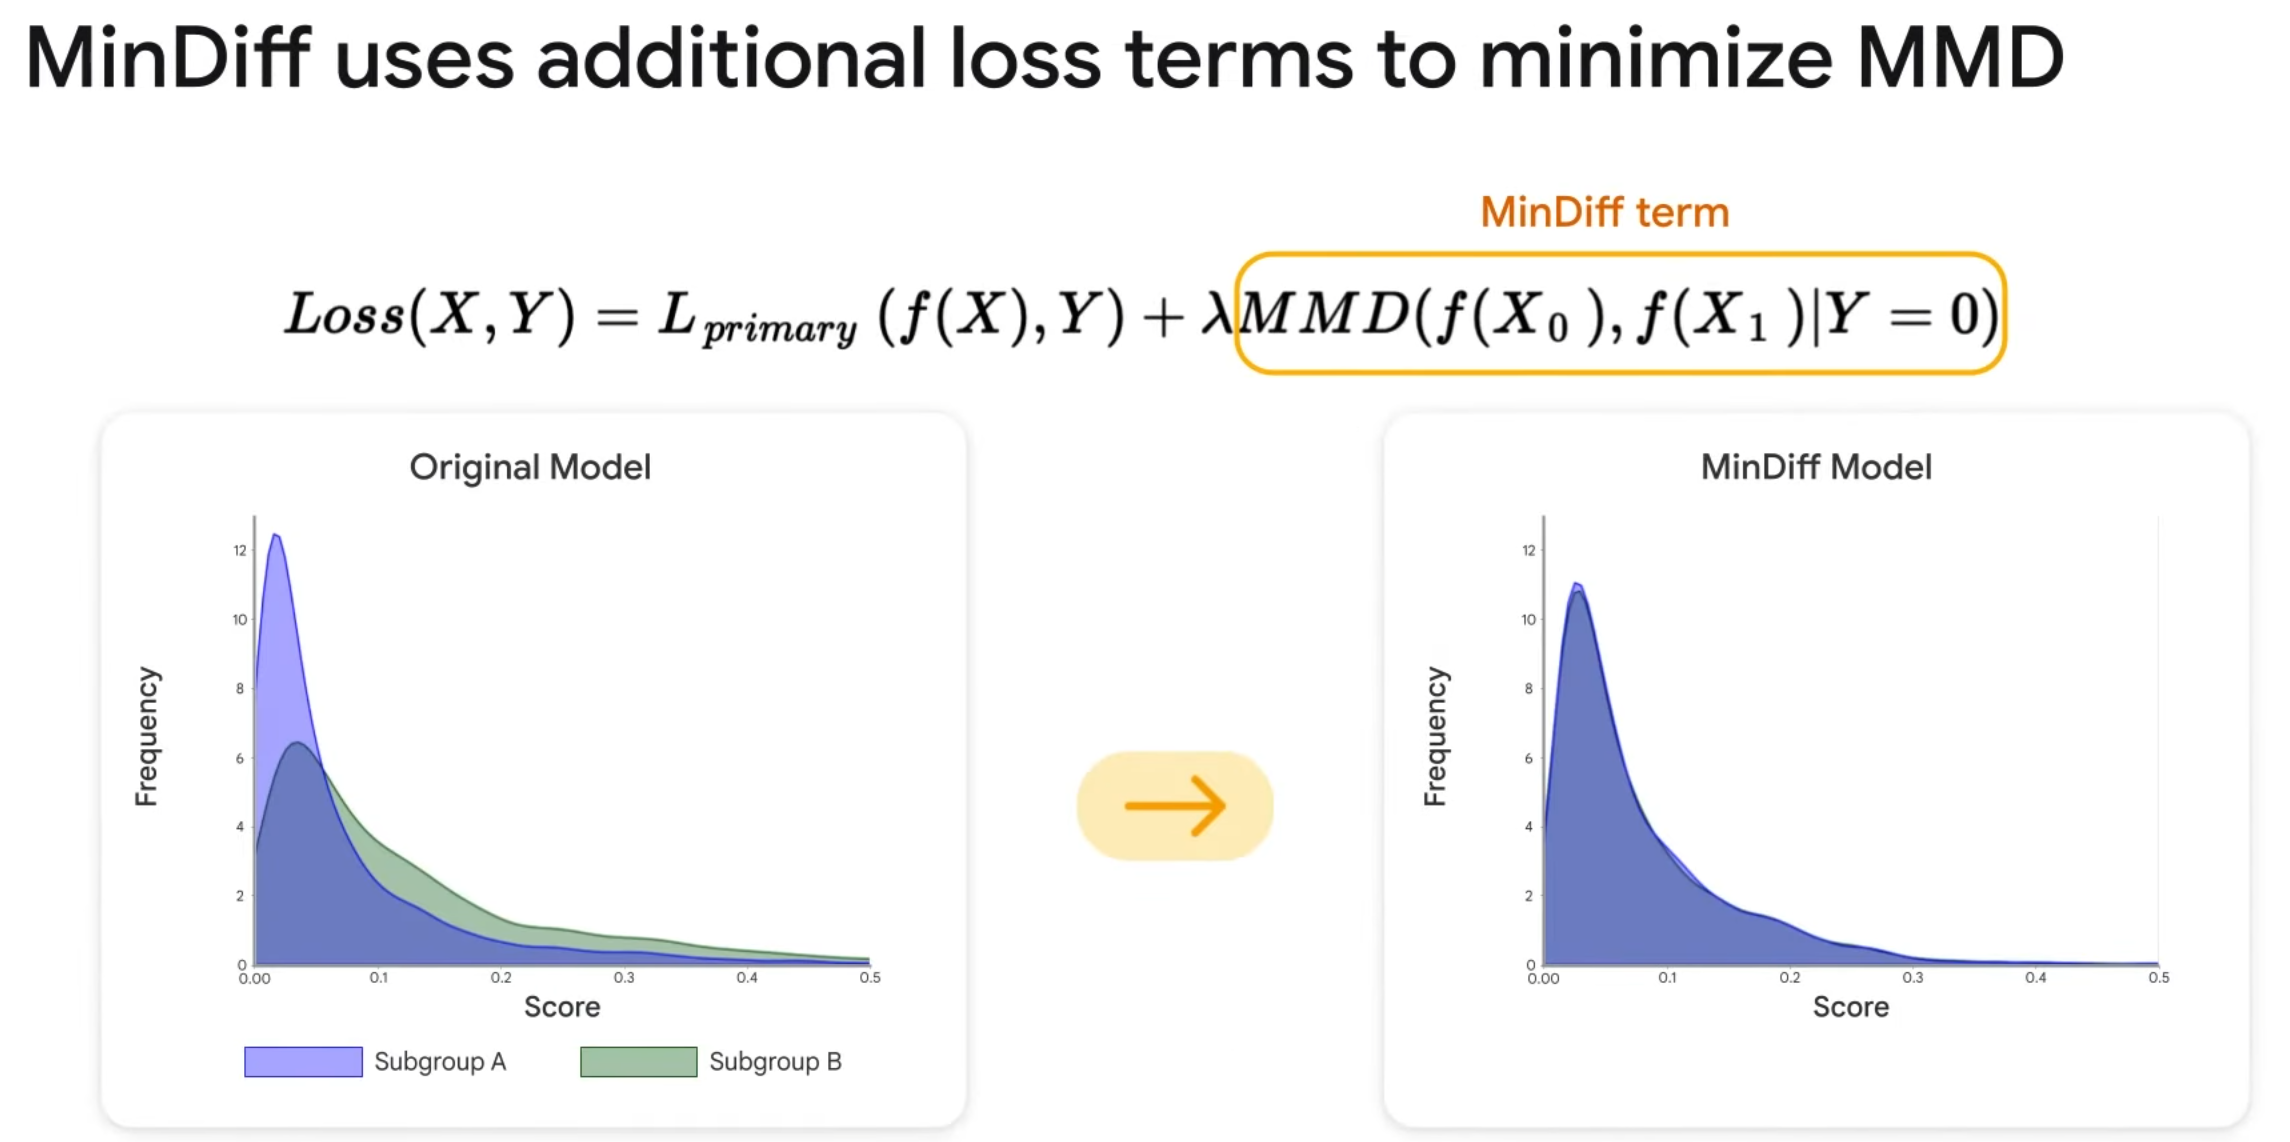 MinDiff uses additional loss terms to minimize MMD
MinDiff term
Loss(X, Y) = L primary (f(X), Y) + λMMD(f(X 0 ), f(X 1 )|Y = 0)
Original Model
12
10
8
6
4
2
0
Frequency
0.00 0.1 0.2 0.3 0.4 0.5
Score
Subgroup A Subgroup B
MinDiff Model
12
10
8
6
4
2
0
Frequency
0.00 0.1 0.2 0.3 0.4 0.5
Score